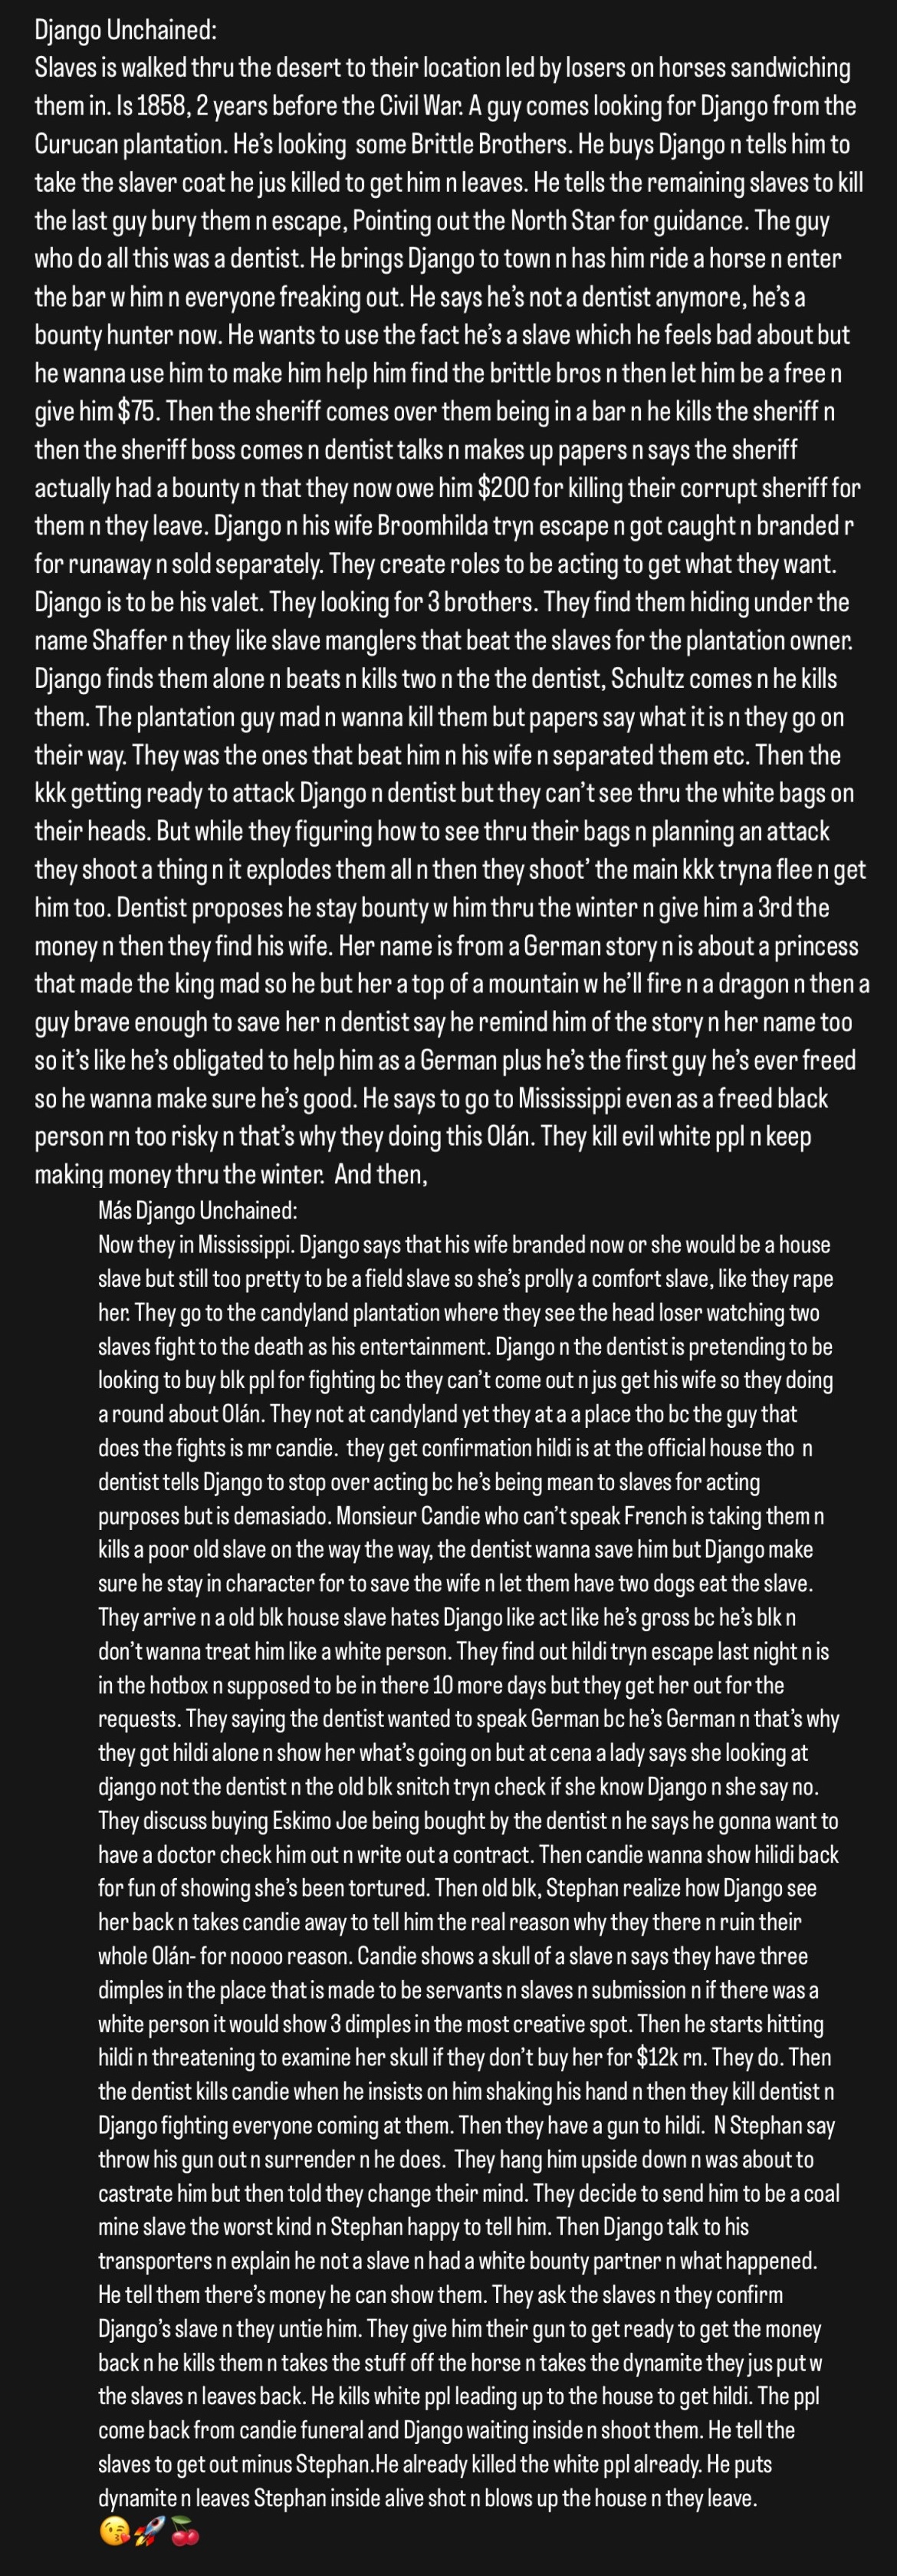 Django Unchained:
Slaves is walked thru the desert to their location led by losers on horses sandwiching
them in. Is 1858, 2 years before the Civil War. A guy comes looking for Django from the
Curucan plantation. He's looking  some Brittle Brothers. He buys Django n tells him to
take the slaver coat he jus killed to get him n leaves. He tells the remaining slaves to kill
the last guy bury them n escape, Pointing out the North Star for guidance. The guy
who do all this was a dentist. He brings Django to town n has him ride a horse n enter
the bar w him n everyone freaking out. He says he's not a dentist anymore, he's a
bounty hunter now. He wants to use the fact he's a slave which he feels bad about but
he wanna use him to make him help him find the brittle bros n then let him be a free n
give him $75. Then the sheriff comes over them being in a bar n he kills the sheriff n
then the sheriff boss comes n dentist talks n makes up papers n says the sheriff
actually had a bounty n that they now owe him $200 for killing their corrupt sheriff for
them n they leave. Django n his wife Broomhilda tryn escape n got caught n branded r
for runaway n sold separately. They create roles to be acting to get what they want.
Django is to be his valet. They looking for 3 brothers. They find them hiding under the
name Shaffer n they like slave manglers that beat the slaves for the plantation owner.
Django finds them alone n beats n kills two n the the dentist, Schultz comes n he kills
them. The plantation guy mad n wanna kill them but papers say what it is n they go on
their way. They was the ones that beat him n his wife n separated them etc. Then the
kkk getting ready to attack Django n dentist but they can't see thru the white bags on
their heads. But while they figuring how to see thru their bags n planning an attack
they shoot a thing n it explodes them all n then they shoot' the main kkk tryna flee n get
him too. Dentist proposes he stay bounty w him thru the winter n give him a 3rd the
money n then they find his wife. Her name is from a German story n is about a princess
that made the king mad so he but her a top of a mountain w he'll fire n a dragon n then a
guy brave enough to save her n dentist say he remind him of the story n her name too
so it's like he's obligated to help him as a German plus he's the first guy he's ever freed
so he wanna make sure he's good. He says to go to Mississippi even as a freed black
person rn too risky n that's why they doing this Olán. They kill evil white ppl n keep
making money thru the winter.  And then,
Más Django Unchained:
Now they in Mississippi. Django says that his wife branded now or she would be a house
slave but still too pretty to be a field slave so she's prolly a comfort slave, like they rape
her. They go to the candyland plantation where they see the head loser watching two
slaves fight to the death as his entertainment. Django n the dentist is pretending to be
looking to buy blk ppl for fighting bc they can't come out n jus get his wife so they doing
a round about Olán. They not at candyland yet they at a a place tho bc the guy that
does the fights is mr candie.  they get confirmation hildi is at the official house tho  n
dentist tells Django to stop over acting bc he's being mean to slaves for acting
purposes but is demasiado. Monsieur Candie who can't speak French is taking them n
kills a poor old slave on the way the way, the dentist wanna save him but Django make
sure he stay in character for to save the wife n let them have two dogs eat the slave.
They arrive n a old blk house slave hates Django like act like he's gross bc he's blk n
don't wanna treat him like a white person. They find out hildi tryn escape last night n is
in the hotbox n supposed to be in there 10 more days but they get her out for the
requests. They saying the dentist wanted to speak German bc he's German n that's why
they got hildi alone n show her what's going on but at cena a lady says she looking at
django not the dentist n the old blk snitch tryn check if she know Django n she say no.
They discuss buying Eskimo Joe being bought by the dentist n he says he gonna want to
have a doctor check him out n write out a contract. Then candie wanna show hilidi back
for fun of showing she's been tortured. Then old blk, Stephan realize how Django see
her back n takes candie away to tell him the real reason why they there n ruin their
whole Olán- for noooo reason. Candie shows a skull of a slave n says they have three
dimples in the place that is made to be servants n slaves n submission n if there was a
white person it would show 3 dimples in the most creative spot. Then he starts hitting
hildi n threatening to examine her skull if they don't buy her for $12k rn. They do. Then
the dentist kills candie when he insists on him shaking his hand n then they kill dentist n
Django fighting everyone coming at them. Then they have a gun to hildi.  N Stephan say
throw his gun out n surrender n he does.  They hang him upside down n was about to
castrate him but then told they change their mind. They decide to send him to be a coal
mine slave the worst kind n Stephan happy to tell him. Then Django talk to his
transporters n explain he not a slave n had a white bounty partner n what happened.
He tell them there's money he can show them. They ask the slaves n they confirm
Django's slave n they untie him. They give him their gun to get ready to get the money
back n he kills them n takes the stuff off the horse n takes the dynamite they jus put w
the slaves n leaves back. He kills white ppl leading up to the house to get hildi. The ppl
come back from candie funeral and Django waiting inside n shoot them. He tell the
slaves to get out minus Stephan.He already killed the white ppl already. He puts
dynamite n leaves Stephan inside alive shot n blows up the house n they leave.
😘🚀🍒